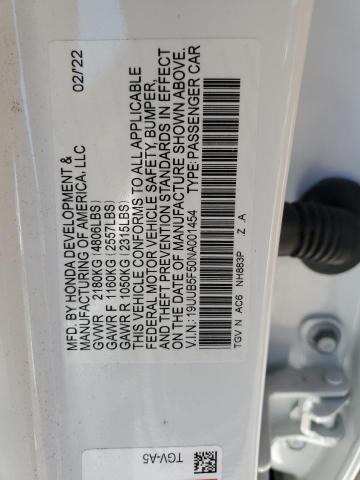 MFD. BY HONDA DEVELOPMENT & 02/'22
MANUFACTURING OF AMERICA, LLC
GVWR 2180KG (4806LBS)
GAWR F 1160KG (2557LBS)
GAWR R 1050KG (2315LBS)
THIS VEHICLE CONFORMS TO ALL APPLICABLE
FEDERAL MOTOR VEHICLE SAFETY, BUMPER,
AND THEFT PREVENTION STANDARDS IN EFFECT
ON THE DATE OF MANUFACTURE SHOWN ABOVE.
V.I.N.: 19UUB5F50NA001454 TYPE: PASSENGER CAR
TGV N AC6 NH883P Z A
TGV-A5